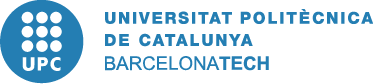 UPC
UNIVERSITAT POLITÈCNICA
DE CATALUNYA
BARCELONATECH